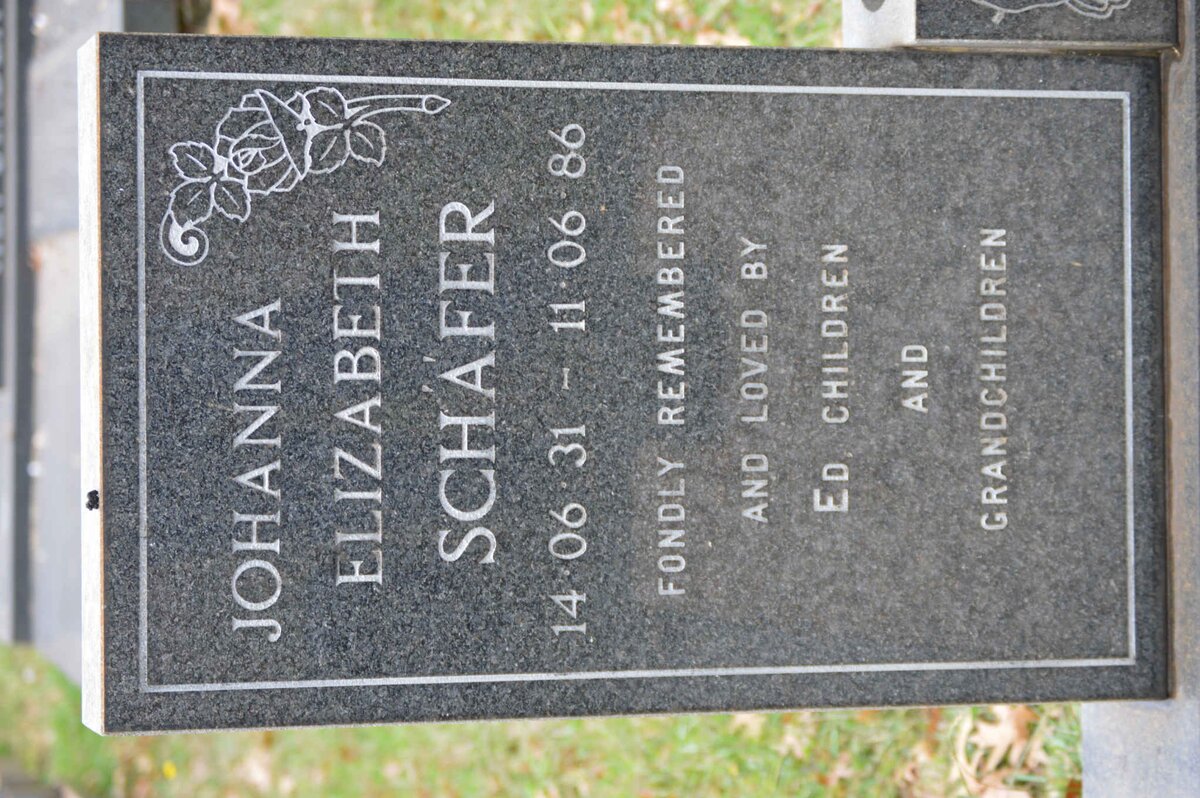 JOHANNA
ELIZABETH
SCHÄFER
14·06·31 – 11·06·86
FONDLY REMEMBERED
AND LOVED BY
ED, CHILDREN
AND
GRANDCHILDREN